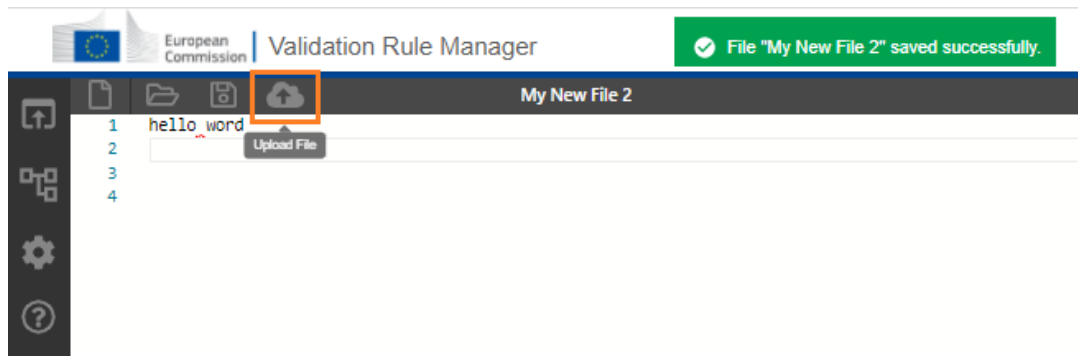 European
Commission
Validation Rule Manager
File "My New File 2" saved successfully.
My New File 2
1 hello word
Upload File
2
3
4